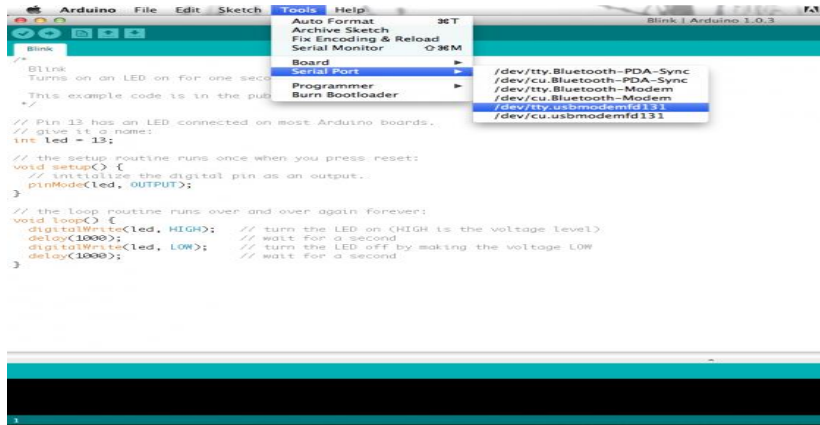 Arduino File Edit Sketch Tools Help
Blink | Arduino 1.0.3
Auto Format ⌘T
Archive Sketch
Fix Encoding & Reload
Serial Monitor ⇧⌘M
Board ►
Serial Port ►
Programmer ►
Burn Bootloader
/dev/tty.Bluetooth-PDA-Sync
/dev/cu.Bluetooth-PDA-Sync
/dev/tty.Bluetooth-Modem
/dev/cu.Bluetooth-Modem
/dev/tty.usbmodemfd131
/dev/cu.usbmodemfd131
Blink
/*
Blink
Turns on an LED on for one seco
This example code is in the pub
*/
// Pin 13 has an LED connected on most Arduino boards.
// give it a name:
int led = 13;
// the setup routine runs once when you press reset:
void setup() {
// initialize the digital pin as an output.
pinMode(led, OUTPUT);
}
// the loop routine runs over and over again forever:
void loop() {
digitalWrite(led, HIGH); // turn the LED on (HIGH is the voltage level)
delay(1000); // wait for a second
digitalWrite(led, LOW); // turn the LED off by making the voltage LOW
delay(1000); // wait for a second
}
1